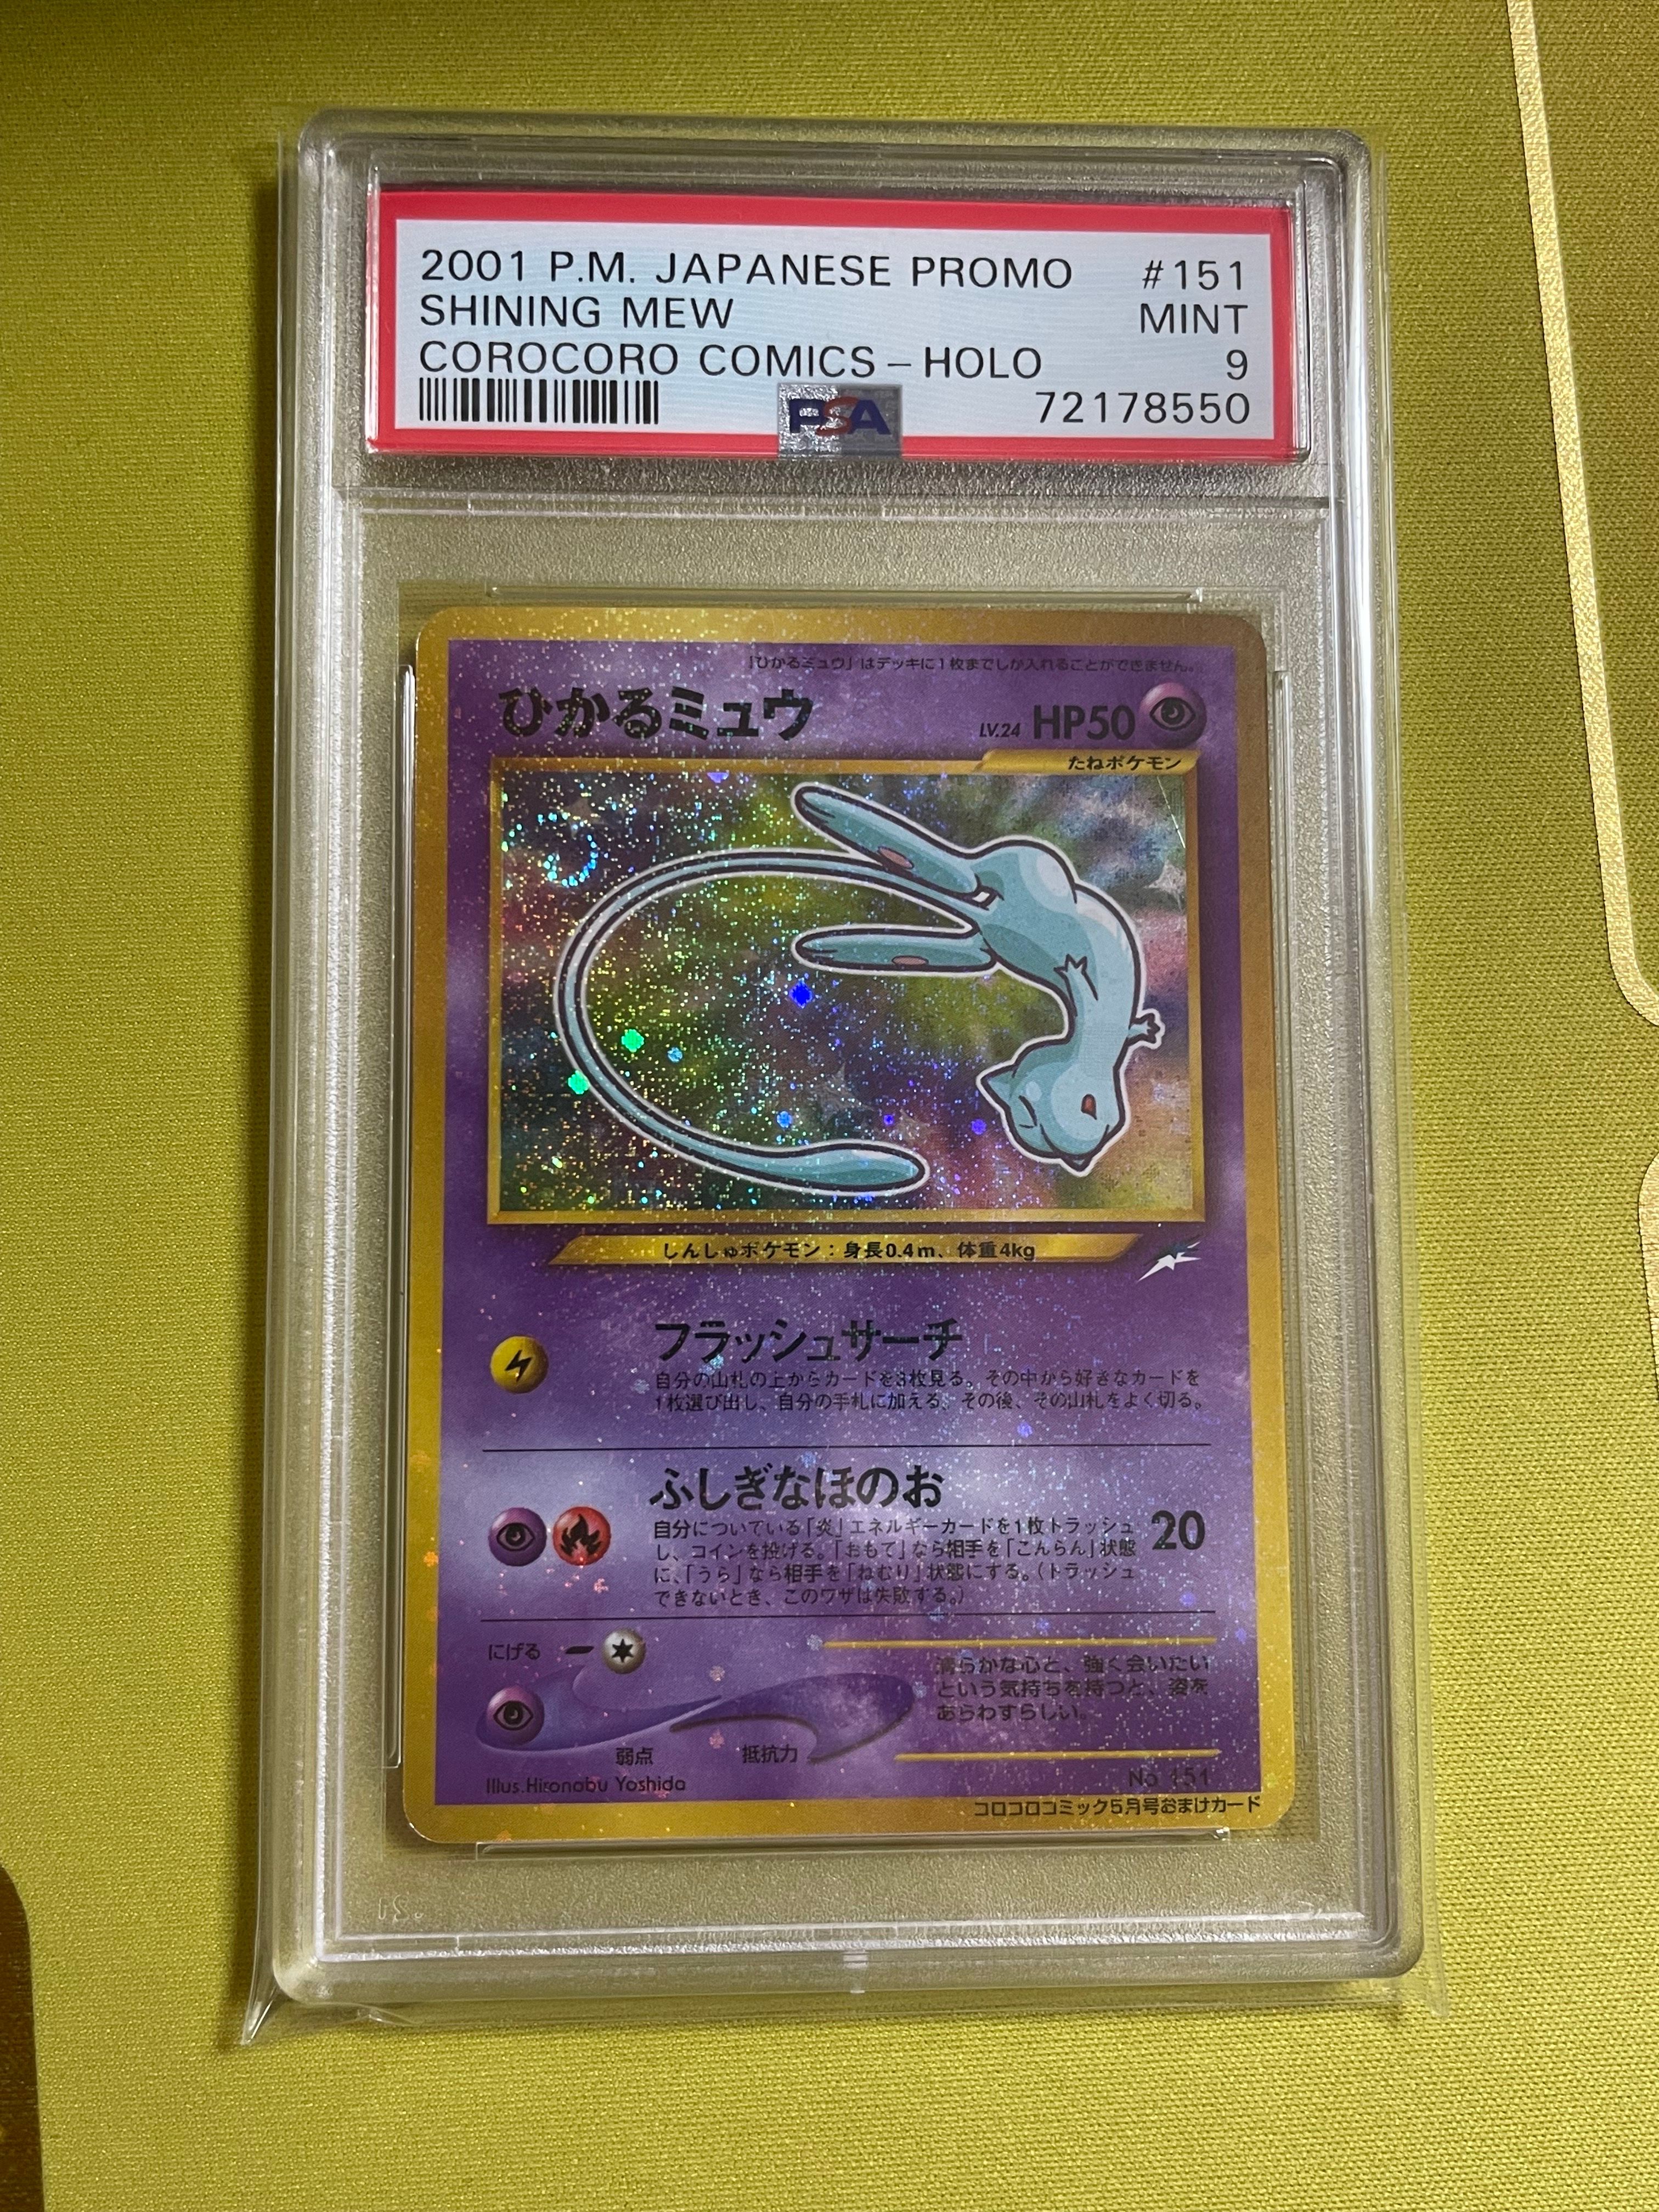 2001 P.M. JAPANESE PROMO #151
SHINING MEW MINT
COROCORO COMICS – HOLO 9
PSA 72178550
「ひかるミュウ」はデッキに1枚までしか入れることができません。
ひかるミュウ LV.24 HP50
たねポケモン
しんしゅポケモン：身長0.4m、体重4kg
フラッシュサーチ
自分の山札の上からカードを3枚見る。その中から好きなカードを
1枚選び出し、自分の手札に加える。その後、その山札をよく切る。
ふしぎなほのお
自分についている「炎」エネルギーカードを1枚トラッシュ
し、コインを投げる。「おもて」なら相手を「こんらん」状態
に、「うら」なら相手を「ねむり」状態にする。（トラッシュ
できないとき、このワザは失敗する。）
20
にげる
清らかな心と、強く会いたい
という気持ちを持つと、姿を
あらわすらしい。
弱点 抵抗力
Illus.Hironobu Yoshida No 151
コロコロコミック5月号おまけカード